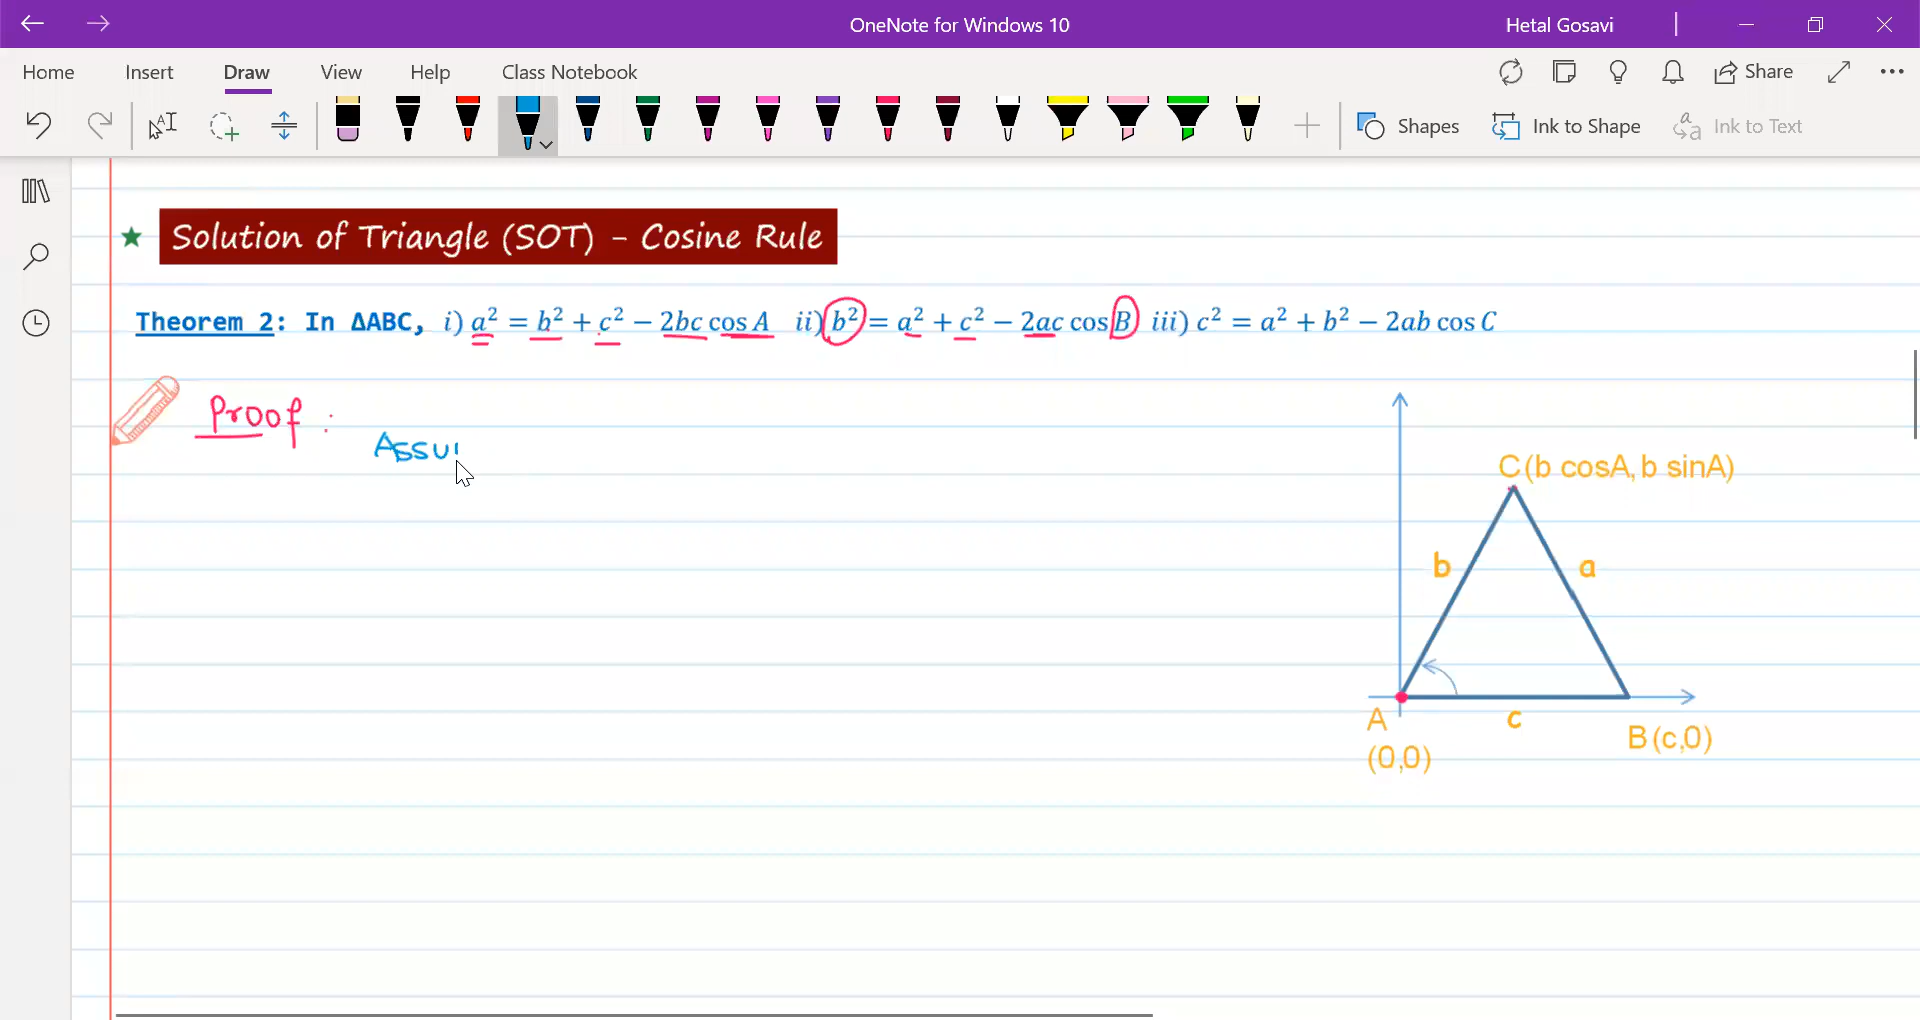 OneNote for Windows 10
Hetal Gosavi
Home Insert Draw View Help Class Notebook Share
Shapes Ink to Shape Ink to Text
★ Solution of Triangle (SOT) - Cosine Rule
Theorem 2: In ΔABC, i) a² = b² + c² − 2bc cos A ii) b² = a² + c² − 2ac cos B iii) c² = a² + b² − 2ab cos C
Proof :
Assu
C(b cosA, b sinA)
b a
A c B(c,0)
(0,0)